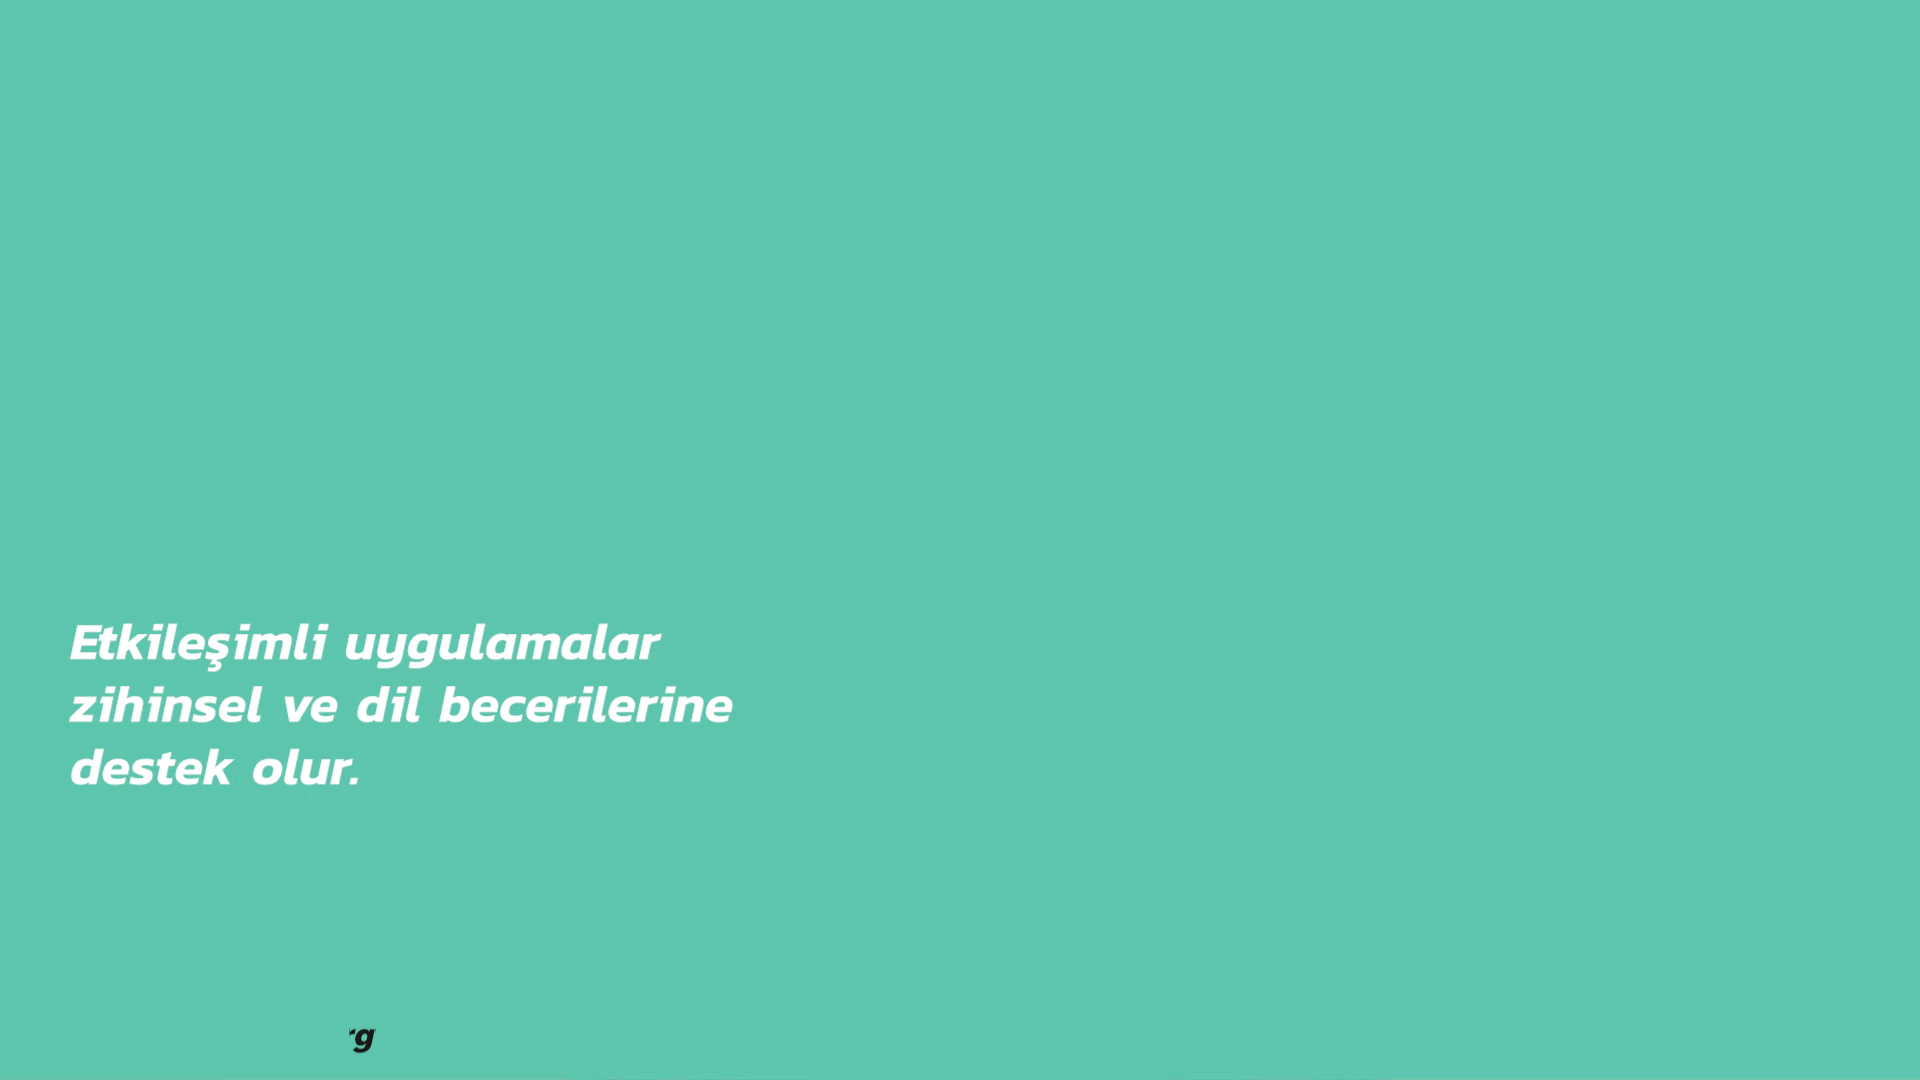 Etkileşimli uygulamalar
zihinsel ve dil becerilerine
destek olur.